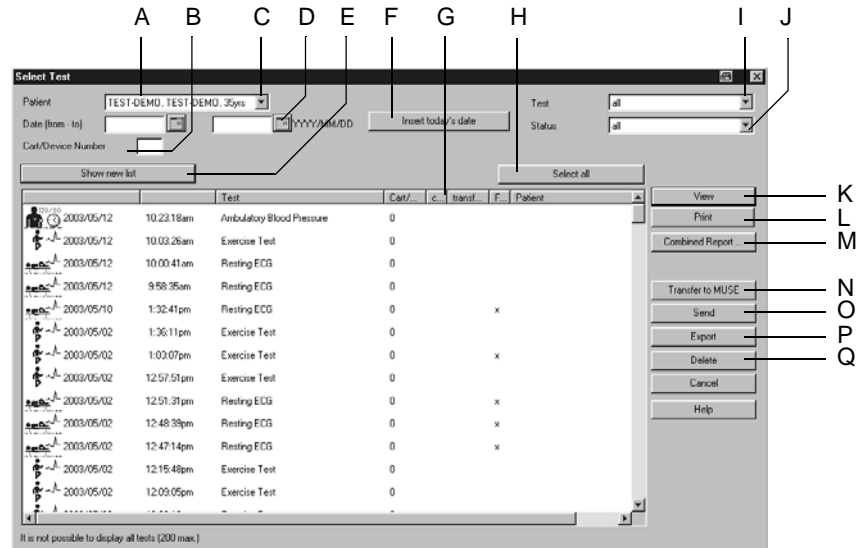 A B C D E F G H I J
Select Test
Patient TEST-DEMO, TEST-DEMO, 35yrs Test all
Date (from - to) YYYY/MM/DD Insert today's date Status all
Cart/Device Number
Show new list Select all
Test Cart/... c... transf... F... Patient
120/80 2003/05/12 10:23:18am Ambulatory Blood Pressure 0
2003/05/12 10:03:26am Exercise Test 0
2003/05/12 10:00:41am Resting ECG 0
2003/05/12 9:58:35am Resting ECG 0
2003/05/10 1:32:41pm Resting ECG 0 x
2003/05/02 1:36:11pm Exercise Test 0
2003/05/02 1:03:07pm Exercise Test 0 x
2003/05/02 12:57:51pm Exercise Test 0
2003/05/02 12:51:31pm Resting ECG 0 x
2003/05/02 12:48:39pm Resting ECG 0 x
2003/05/02 12:47:14pm Resting ECG 0 x
2003/05/02 12:15:48pm Exercise Test 0
2003/05/02 12:09:05pm Exercise Test 0
View K
Print L
Combined Report ... M
Transfer to MUSE N
Send O
Export P
Delete Q
Cancel
Help
It is not possible to display all tests (200 max.)